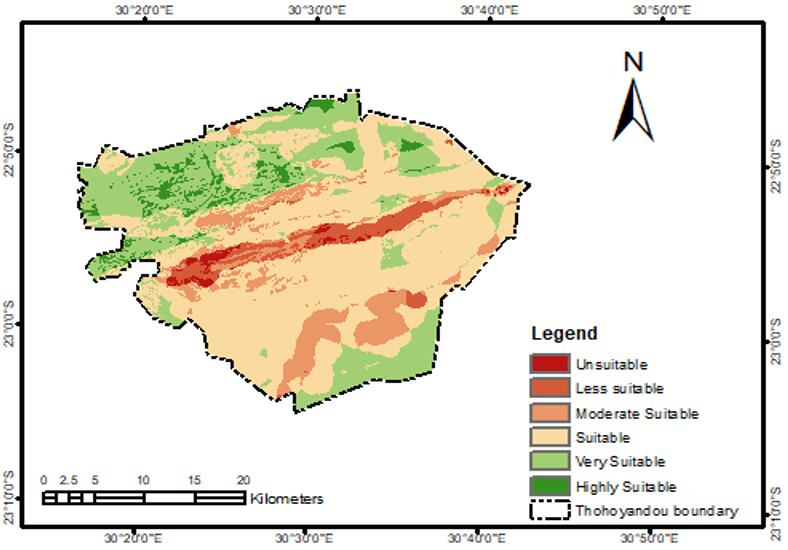 30°20'0"E 30°30'0"E 30°40'0"E 30°50'0"E
N
22°50'0"S 22°50'0"S
23°0'0"S 23°0'0"S
Legend
Unsuitable
Less suitable
Moderate Suitable
Suitable
Very Suitable
Highly Suitable
Thohoyandou boundary
0 2.5 5 10 15 20
Kilometers
23°10'0"S 23°10'0"S
30°20'0"E 30°30'0"E 30°40'0"E 30°50'0"E